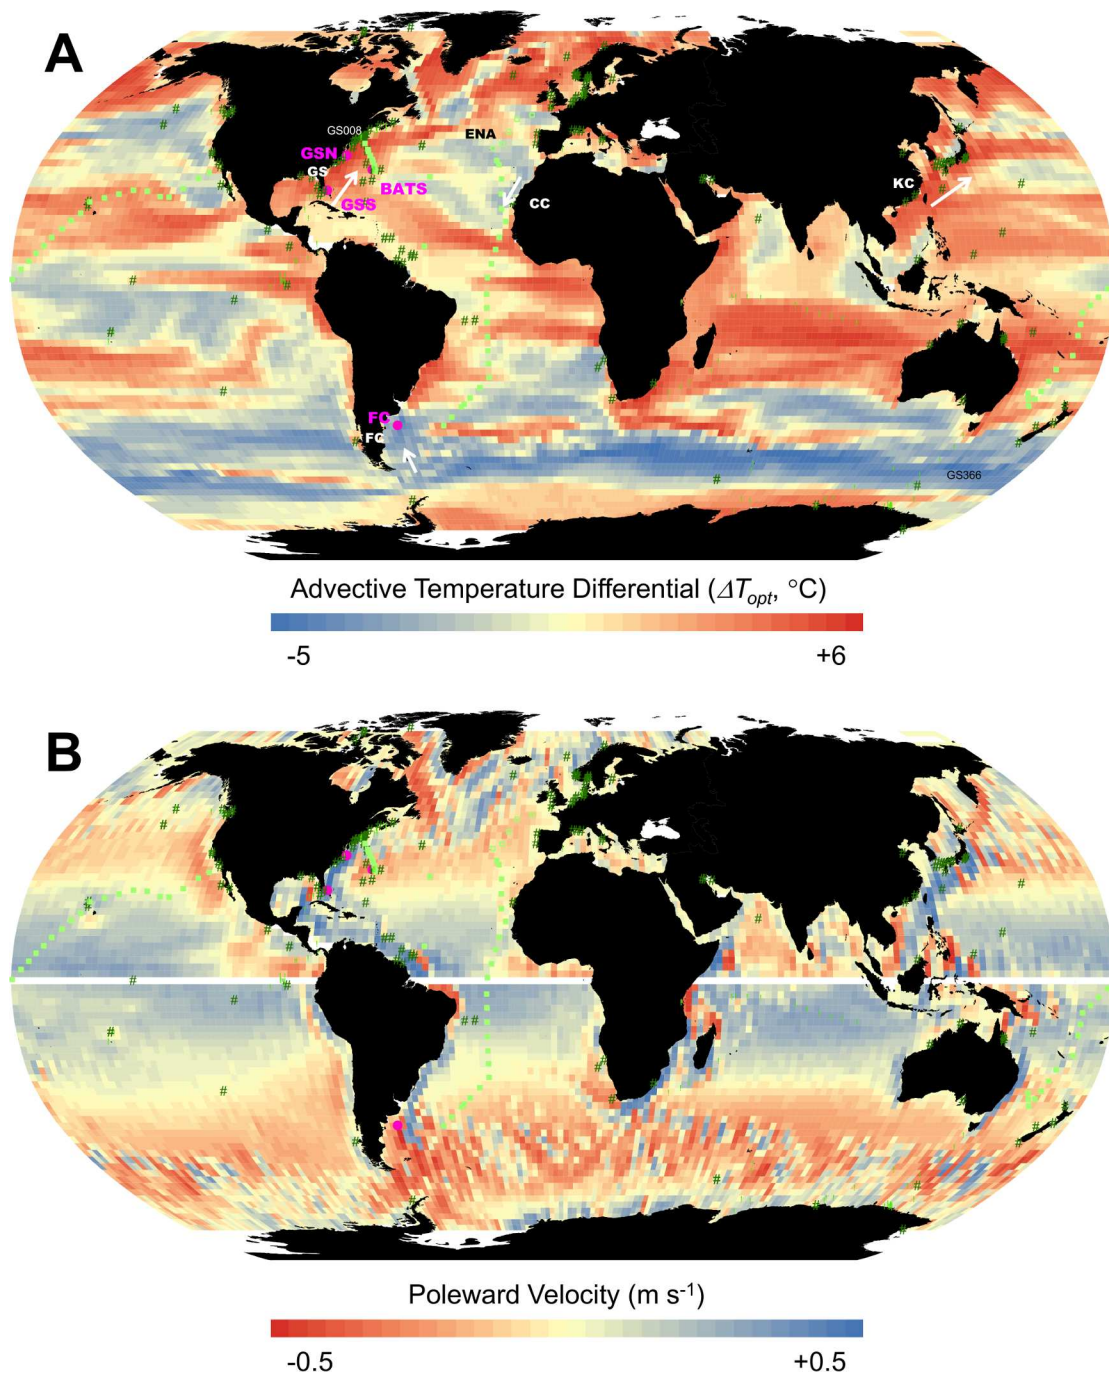 A
GS008
ENA
GSN
GS
BATS
KC
CC
GSS
FC
FC
GS366
Advective Temperature Differential (ΔTopt, °C)
-5
+6
B
Poleward Velocity (m s-1)
-0.5
+0.5